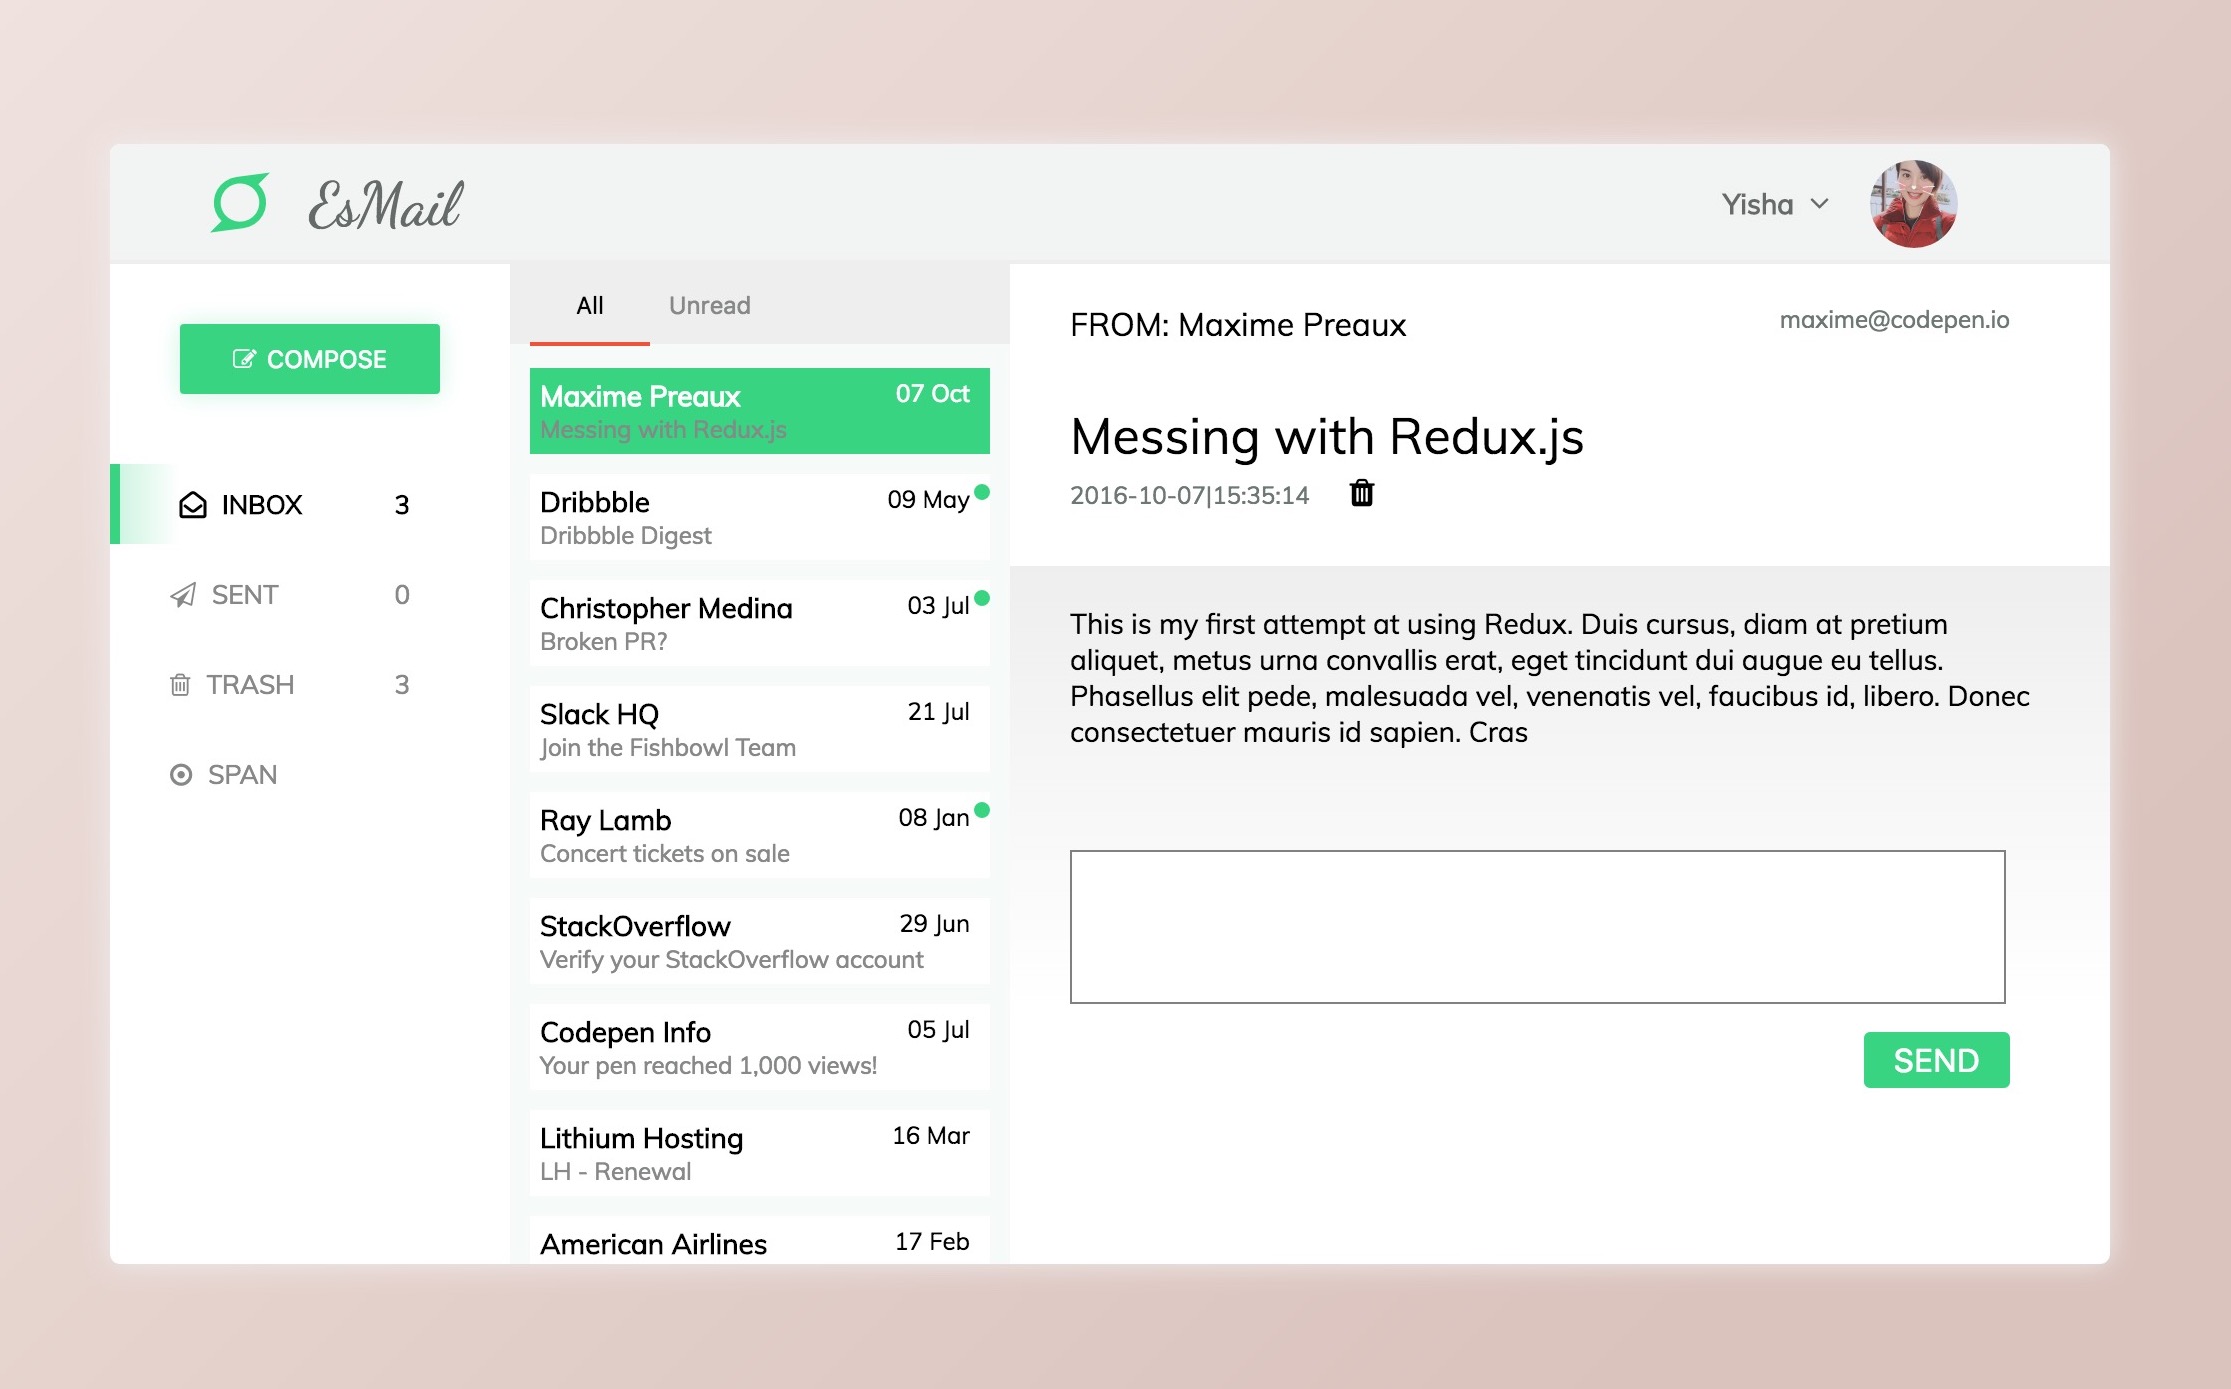 EsMail
Yisha
COMPOSE
INBOX 3
SENT 0
TRASH 3
SPAN
All Unread
Maxime Preaux 07 Oct
Messing with Redux.js
Dribbble 09 May
Dribbble Digest
Christopher Medina 03 Jul
Broken PR?
Slack HQ 21 Jul
Join the Fishbowl Team
Ray Lamb 08 Jan
Concert tickets on sale
StackOverflow 29 Jun
Verify your StackOverflow account
Codepen Info 05 Jul
Your pen reached 1,000 views!
Lithium Hosting 16 Mar
LH - Renewal
American Airlines 17 Feb
FROM: Maxime Preaux maxime@codepen.io
Messing with Redux.js
2016-10-07|15:35:14
This is my first attempt at using Redux. Duis cursus, diam at pretium
aliquet, metus urna convallis erat, eget tincidunt dui augue eu tellus.
Phasellus elit pede, malesuada vel, venenatis vel, faucibus id, libero. Donec
consectetuer mauris id sapien. Cras
SEND